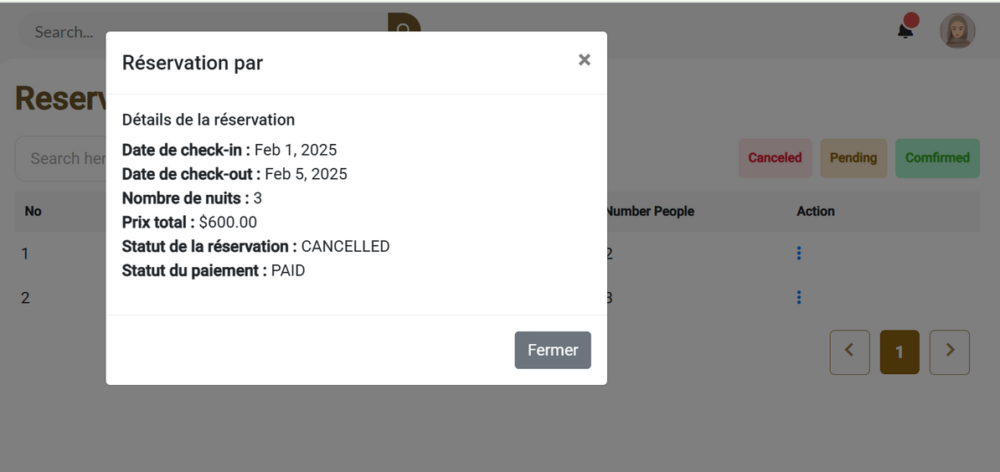 Search...
Réservation par
×
Reserv
Détails de la réservation
Date de check-in : Feb 1, 2025
Date de check-out : Feb 5, 2025
Nombre de nuits : 3
Prix total : $600.00
Statut de la réservation : CANCELLED
Statut du paiement : PAID
Fermer
Search her
Canceled
Pending
Comfirmed
No
Number People
Action
1
2
2
3
1